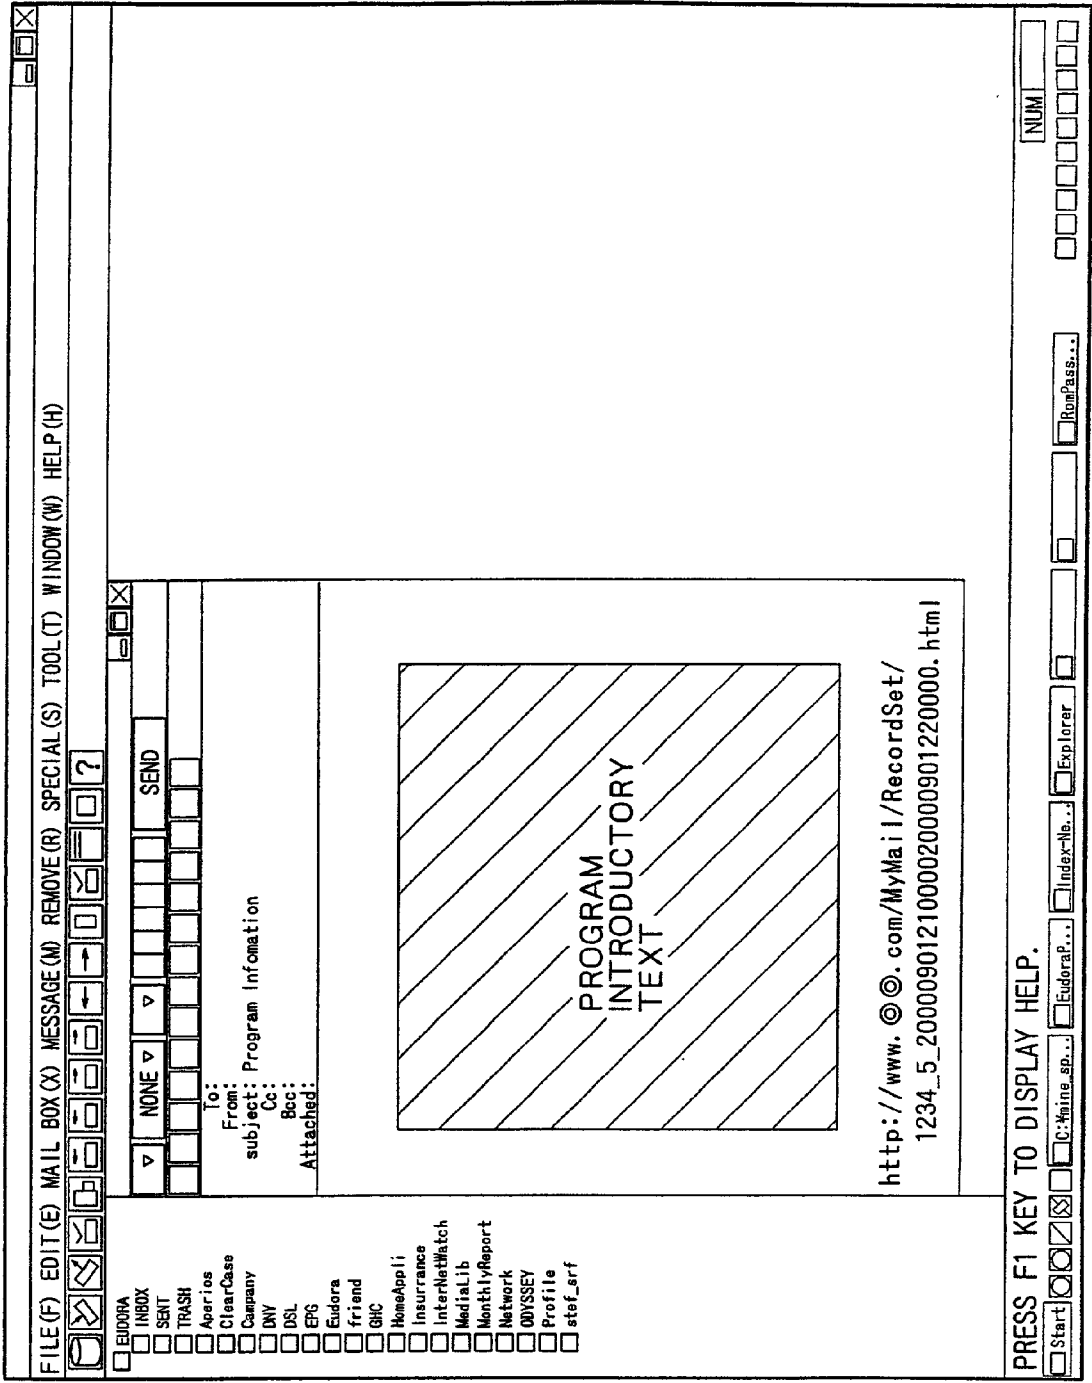 FILE(F) EDIT(E) MAIL BOX(X) MESSAGE(M) REMOVE(R) SPECIAL(S) TOOL(T) WINDOW(W) HELP(H)
?
EUDORA
INBOX
SENT
TRASH
Aperios
ClearCase
Campany
DNY
DSL
EPG
Eudora
friend
GHC
HomeAppli
Insurrance
InterNetWatch
MediaLib
MonthlyReport
Network
ODYSSEY
Profile
stef_srf
NONE
SEND
To:
From:
subject: Program Infomation
Cc:
Bcc:
Attached:
PROGRAM
INTRODUCTORY
TEXT
http://www.◎◎.com/MyMail/RecordSet/
1234_5_2000090121000020000901220000.html
PRESS F1 KEY TO DISPLAY HELP.
NUM
Start C:¥mine_sp... EudoraP... Index-Ne... Explorer RomPass...